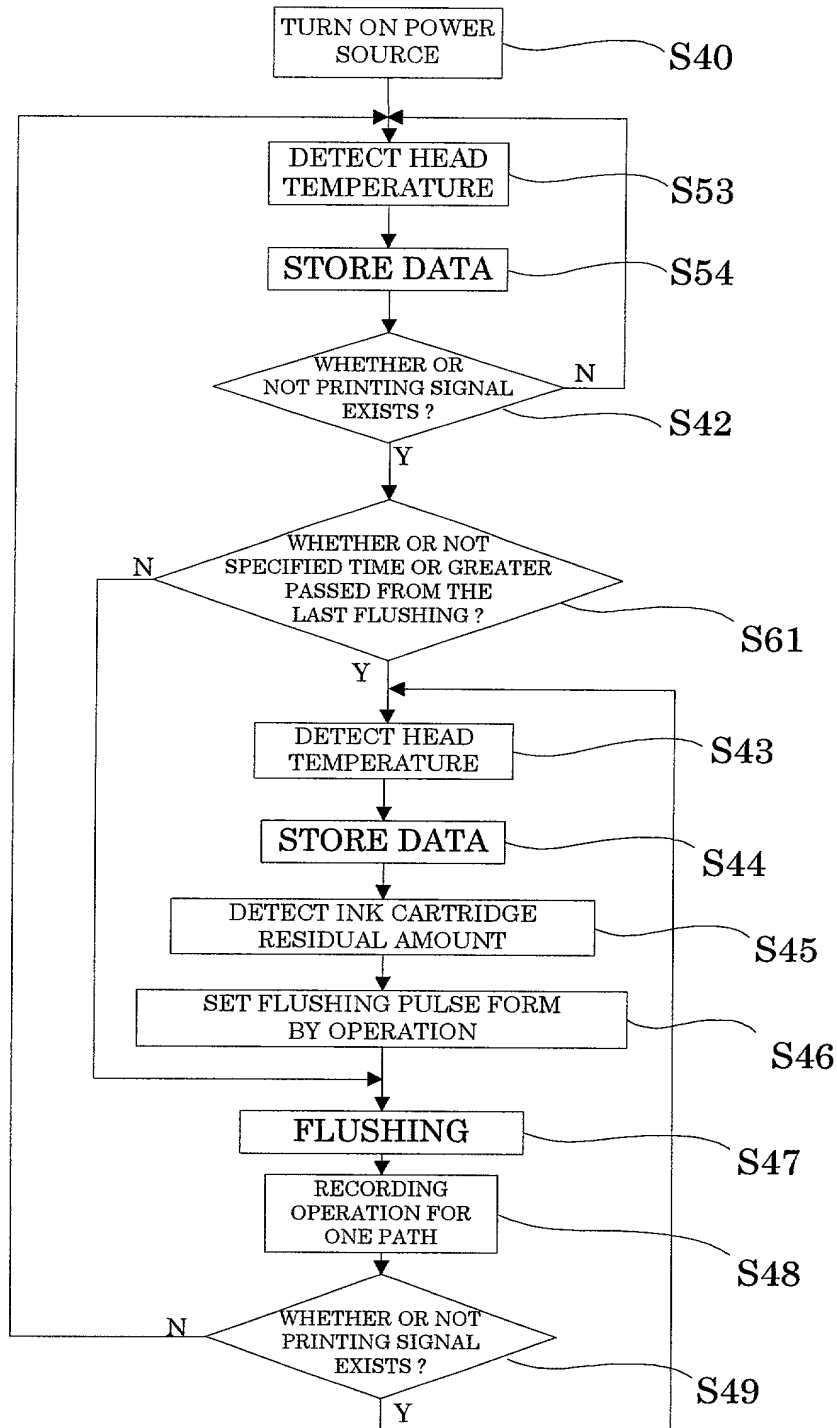 TURN ON POWER
SOURCE
S40
DETECT HEAD
TEMPERATURE
S53
STORE DATA
S54
WHETHER OR
NOT PRINTING SIGNAL
EXISTS ?
N
S42
Y
WHETHER OR NOT
SPECIFIED TIME OR GREATER
PASSED FROM THE
LAST FLUSHING ?
N
S61
Y
DETECT HEAD
TEMPERATURE
S43
STORE DATA
S44
DETECT INK CARTRIDGE
RESIDUAL AMOUNT
S45
SET FLUSHING PULSE FORM
BY OPERATION
S46
FLUSHING
S47
RECORDING
OPERATION FOR
ONE PATH
S48
WHETHER OR NOT
PRINTING SIGNAL
EXISTS ?
N
S49
Y